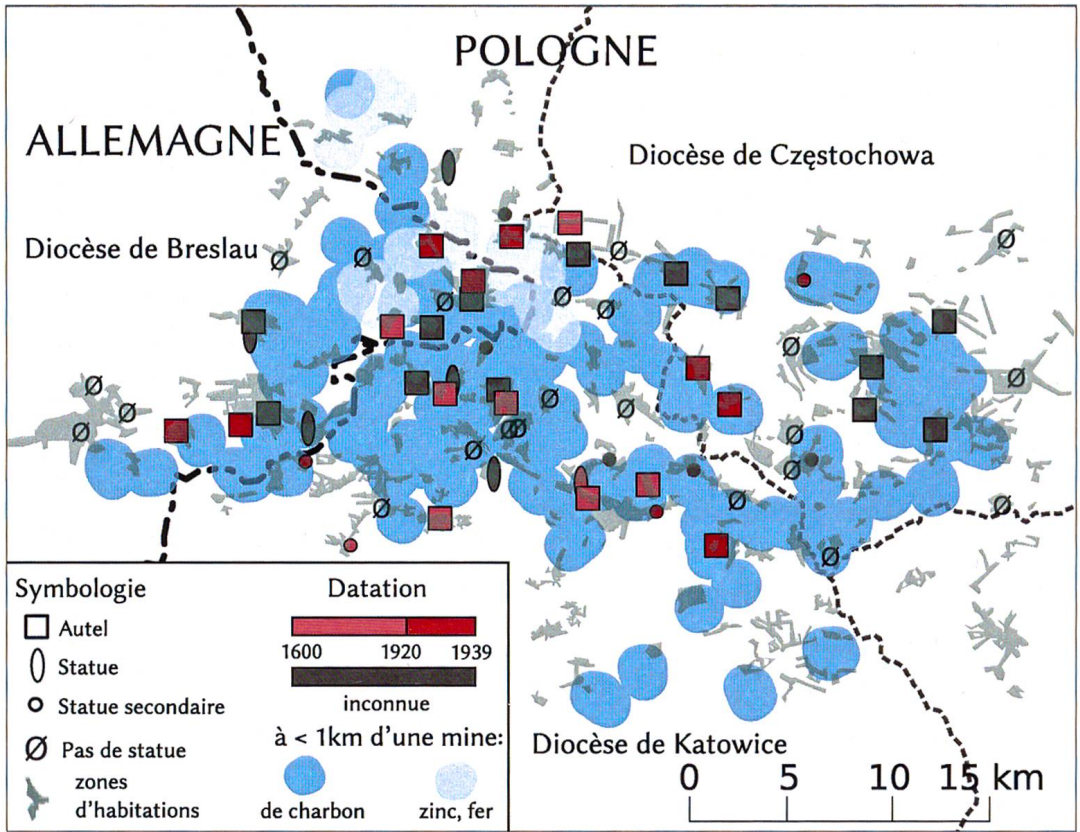 POLOGNE
ALLEMAGNE
Diocèse de Częstochowa
Diocèse de Breslau
Symbologie
Autel
Statue
Statue secondaire
Pas de statue
zones
d'habitations
Datation
1600 1920 1939
inconnue
à < 1km d'une mine:
de charbon zinc, fer
Diocèse de Katowice
0 5 10 15 km